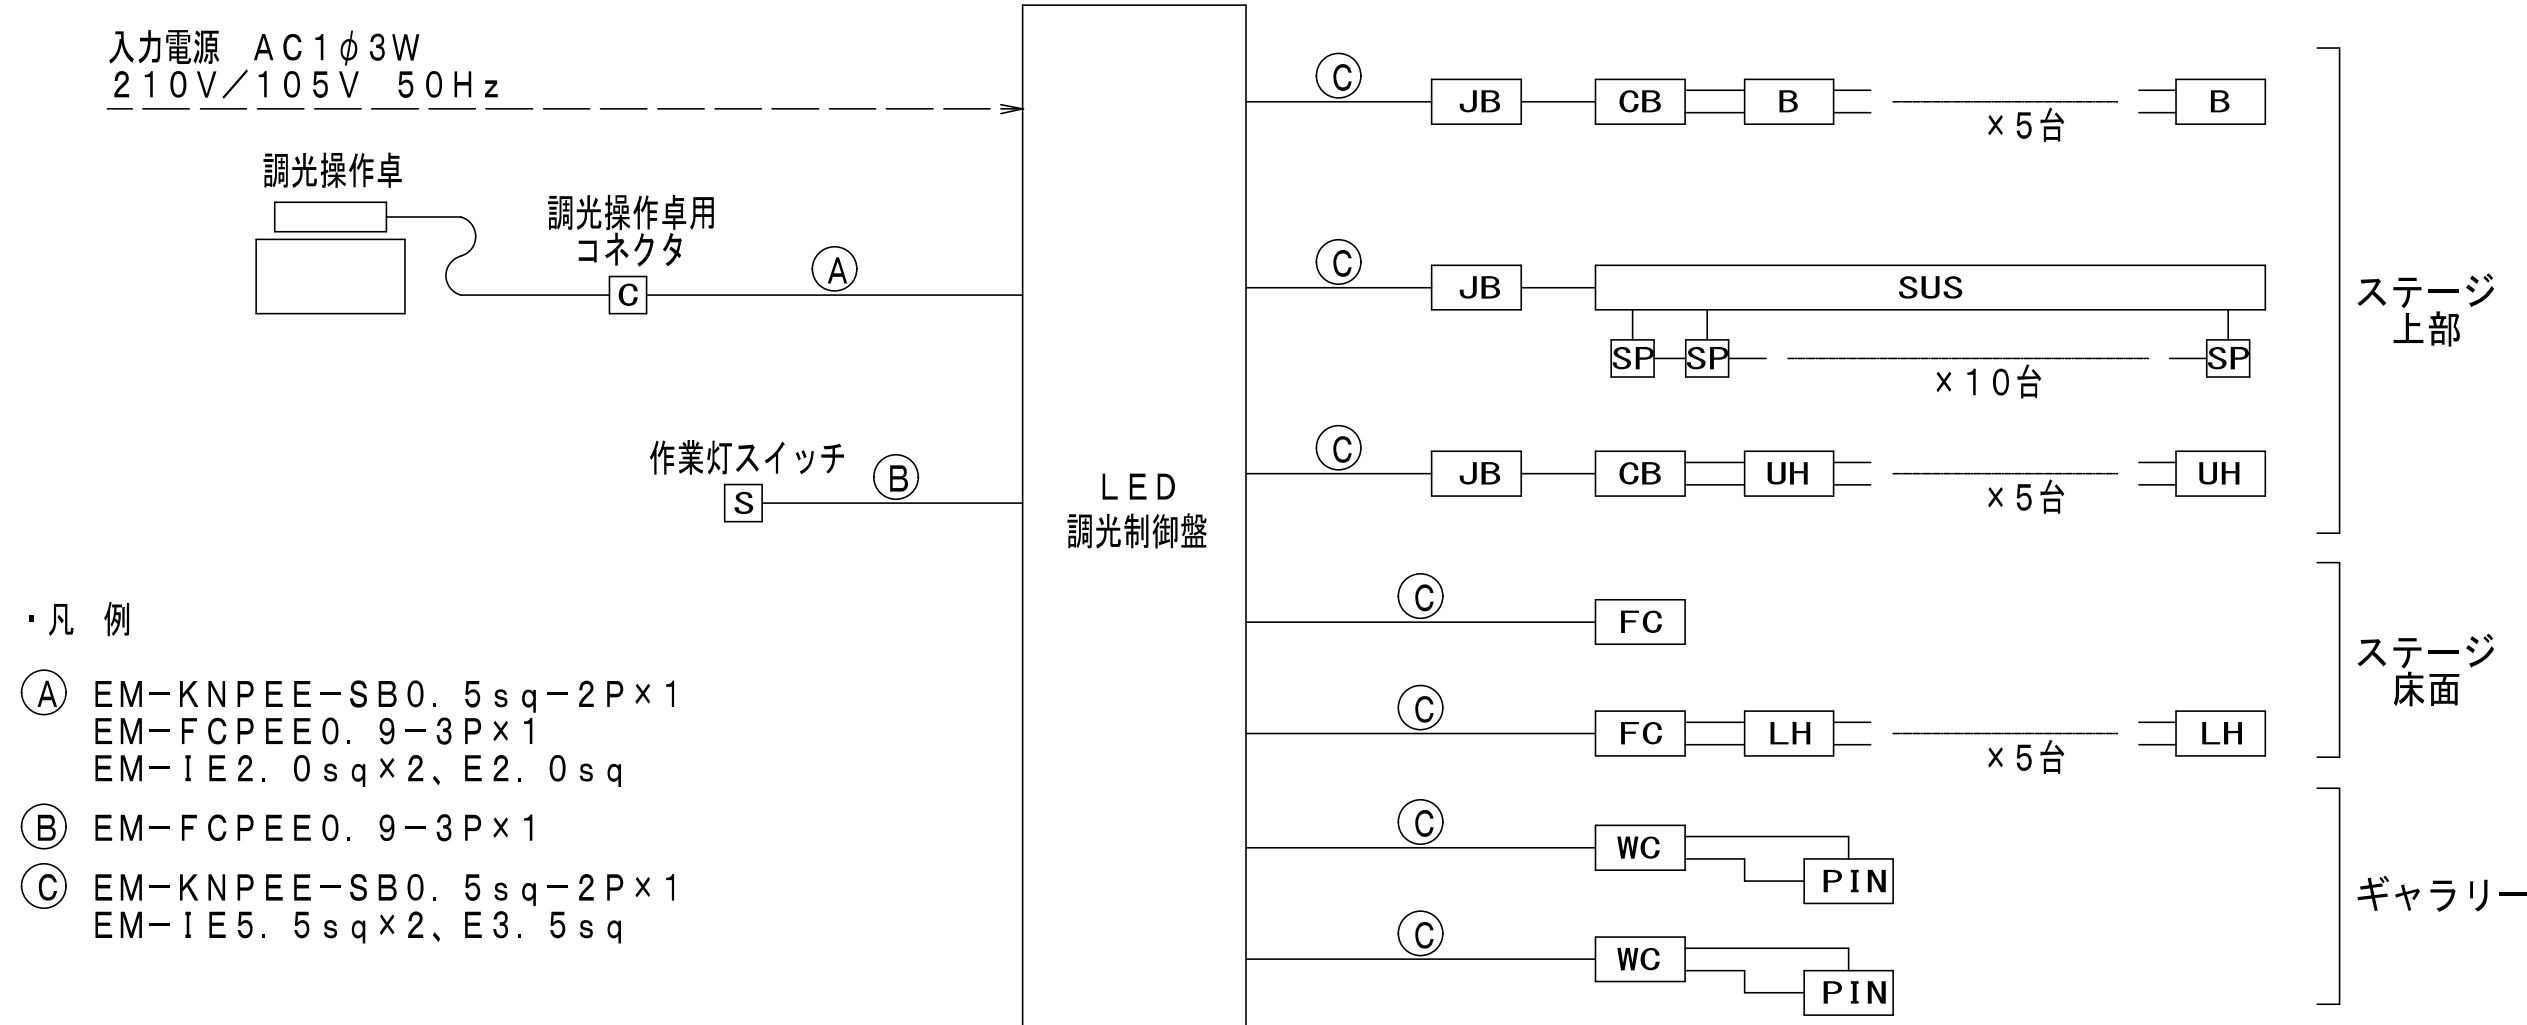 入力電源　AC1φ3W
210V／105V　50Hz
調光操作卓
調光操作卓用
コネクタ
C
A
作業灯スイッチ
S
B
LED
調光制御盤
C
JB
CB
B
×5台
B
C
JB
SUS
SP
SP
×10台
SP
C
JB
CB
UH
×5台
UH
ステージ
上部
C
FC
C
FC
LH
×5台
LH
ステージ
床面
C
WC
PIN
C
WC
PIN
ギャラリー
・凡　例
A　EM－KNPEE－SB0．5sq－2P×1
EM－FCPEE0．9－3P×1
EM－IE2．0sq×2、E2．0sq
B　EM－FCPEE0．9－3P×1
C　EM－KNPEE－SB0．5sq－2P×1
EM－IE5．5sq×2、E3．5sq